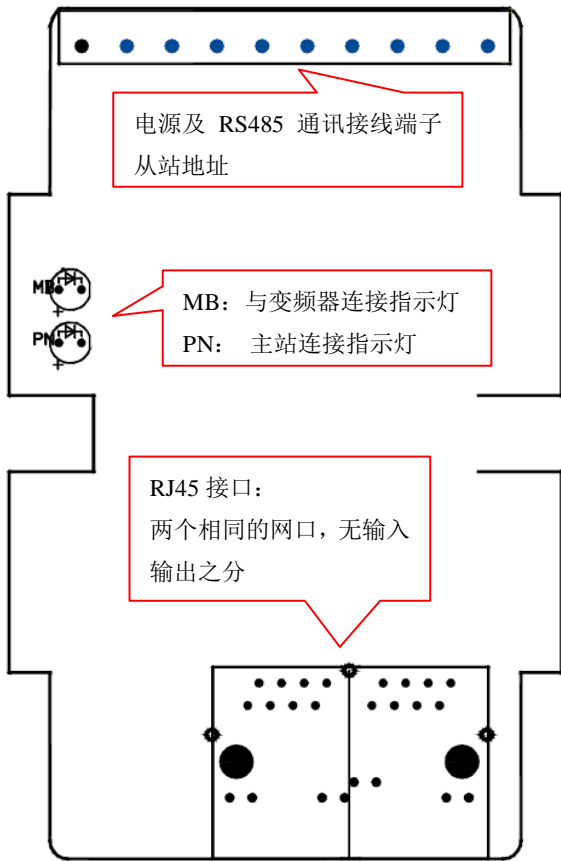 电源及 RS485 通讯接线端子
从站地址
MB
MB：与变频器连接指示灯
PN
PN： 主站连接指示灯
RJ45 接口：
两个相同的网口，无输入
输出之分